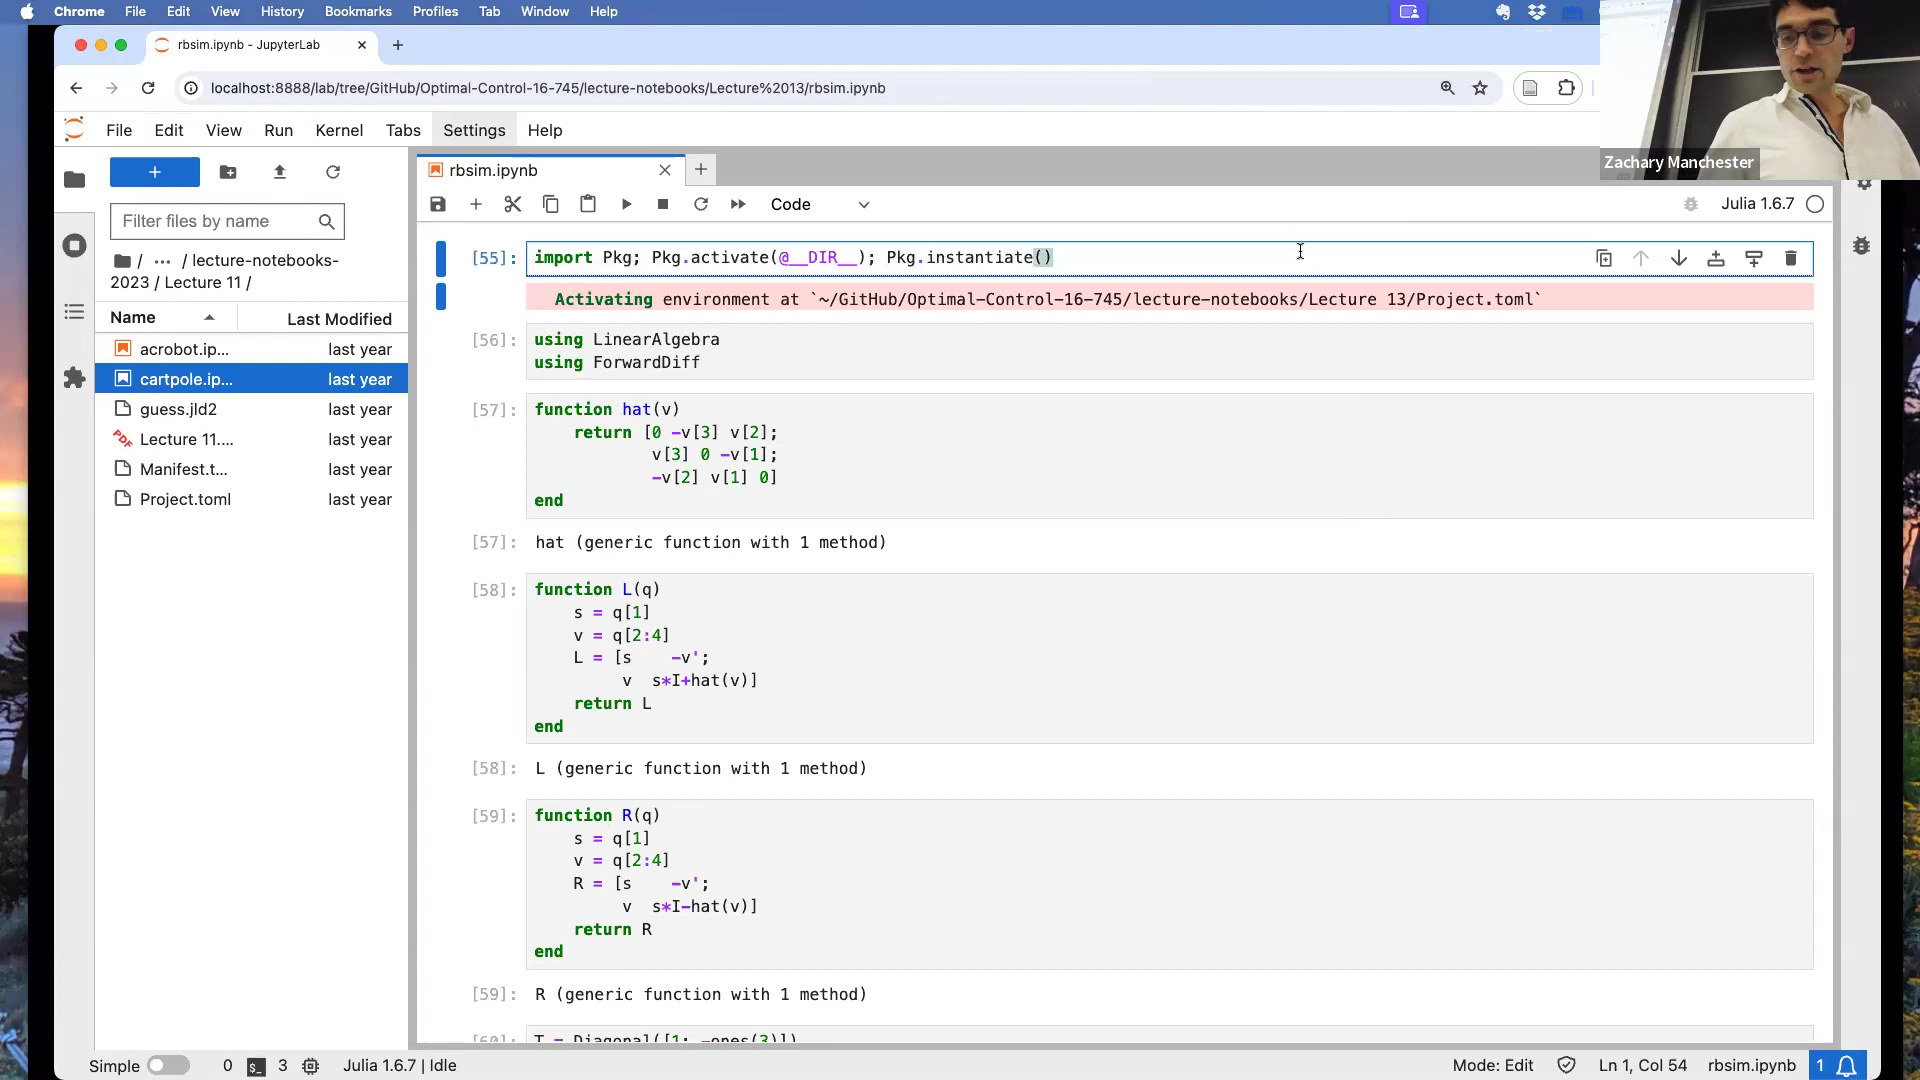 Chrome File Edit View History Bookmarks Profiles Tab Window Help
rbsim.ipynb - JupyterLab
localhost:8888/lab/tree/GitHub/Optimal-Control-16-745/lecture-notebooks/Lecture%2013/rbsim.ipynb
Zachary Manchester
File Edit View Run Kernel Tabs Settings Help
+
Filter files by name
/ ... / lecture-notebooks-
2023 / Lecture 11 /
Name Last Modified
acrobot.ip... last year
cartpole.ip... last year
guess.jld2 last year
Lecture 11.... last year
Manifest.t... last year
Project.toml last year
rbsim.ipynb
Code
Julia 1.6.7
[55]: import Pkg; Pkg.activate(@__DIR__); Pkg.instantiate()
Activating environment at `~/GitHub/Optimal-Control-16-745/lecture-notebooks/Lecture 13/Project.toml`
[56]: using LinearAlgebra
using ForwardDiff
[57]: function hat(v)
return [0 -v[3] v[2];
v[3] 0 -v[1];
-v[2] v[1] 0]
end
[57]: hat (generic function with 1 method)
[58]: function L(q)
s = q[1]
v = q[2:4]
L = [s -v';
v s*I+hat(v)]
return L
end
[58]: L (generic function with 1 method)
[59]: function R(q)
s = q[1]
v = q[2:4]
R = [s -v';
v s*I-hat(v)]
return R
end
[59]: R (generic function with 1 method)
[60]: T = Diagonal([1; -ones(3)])
Simple 0 3 Julia 1.6.7 | Idle
Mode: Edit Ln 1, Col 54 rbsim.ipynb 1